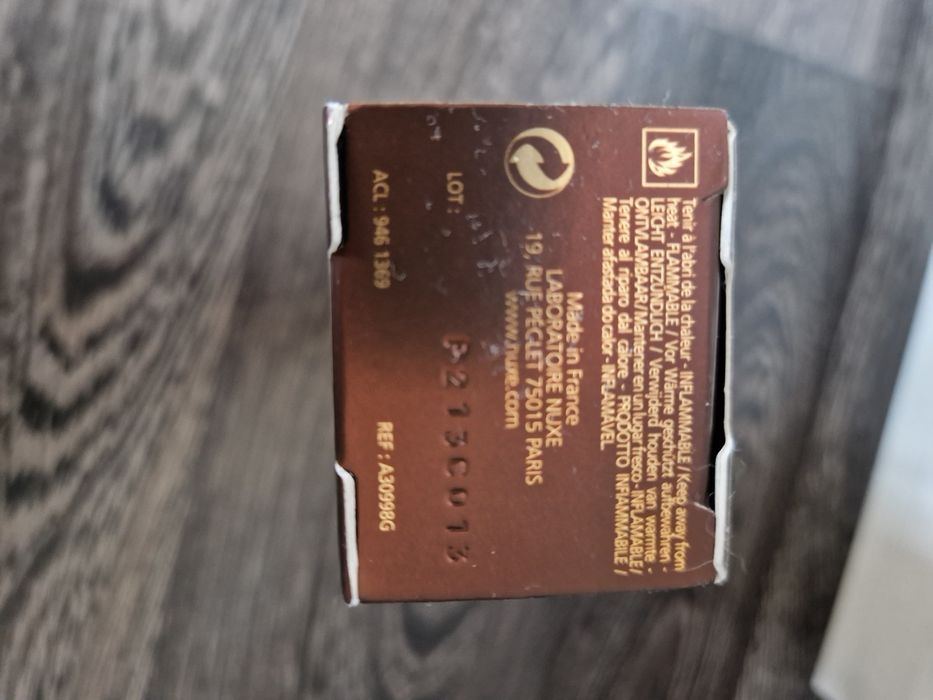 Tenir à l'abri de la chaleur - INFLAMMABLE / Keep away from
heat - FLAMMABLE / Vor Wärme geschützt aufbewahren -
LEICHT ENTZÜNDLICH / Verwijderd houden van warmte -
ONTVLAMBAAR / Mantener en un lugar fresco - INFLAMABLE /
Tenere al riparo dal calore - PRODOTTO INFIAMMABILE /
Manter afastada do calor - INFLAMÁVEL
Made in France
LABORATOIRE NUXE
19, RUE PÉCLET 75015 PARIS
www.nuxe.com
LOT :
ACL : 946 1369
REF : A30998G